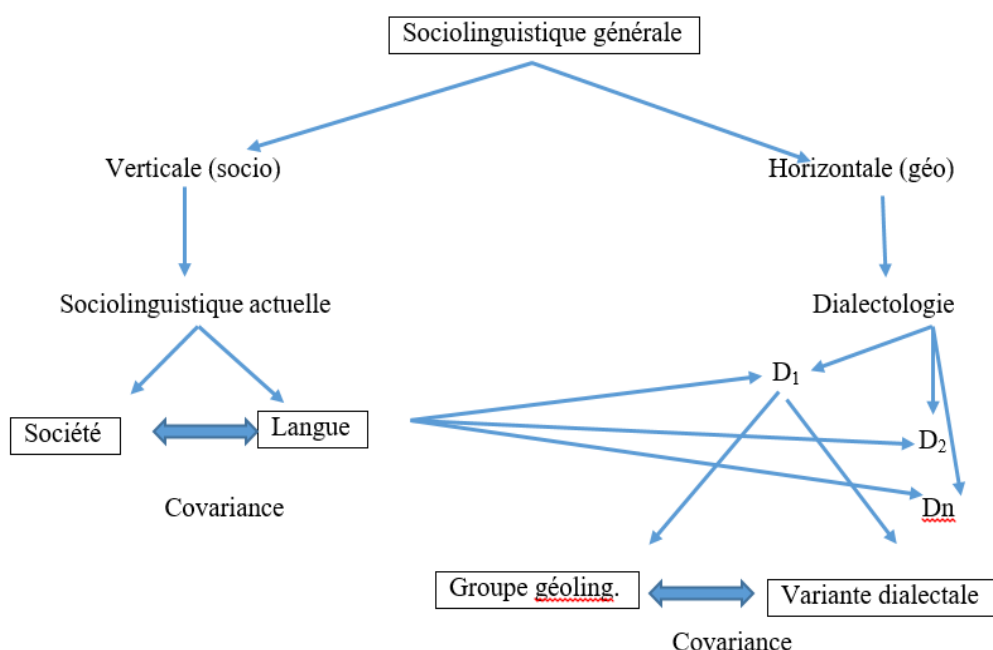 Sociolinguistique générale
Verticale (socio)
Horizontale (géo)
Sociolinguistique actuelle
Dialectologie
D₁
Société
Langue
D₂
Covariance
Dn
Groupe géoling.
Variante dialectale
Covariance